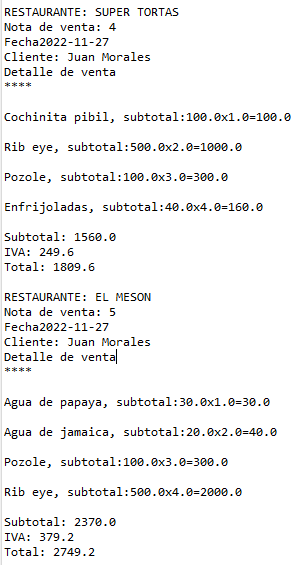 RESTAURANTE: SUPER TORTAS
Nota de venta: 4
Fecha2022-11-27
Cliente: Juan Morales
Detalle de venta
****
Cochinita pibil, subtotal:100.0x1.0=100.0
Rib eye, subtotal:500.0x2.0=1000.0
Pozole, subtotal:100.0x3.0=300.0
Enfrijoladas, subtotal:40.0x4.0=160.0
Subtotal: 1560.0
IVA: 249.6
Total: 1809.6
RESTAURANTE: EL MESON
Nota de venta: 5
Fecha2022-11-27
Cliente: Juan Morales
Detalle de venta
****
Agua de papaya, subtotal:30.0x1.0=30.0
Agua de jamaica, subtotal:20.0x2.0=40.0
Pozole, subtotal:100.0x3.0=300.0
Rib eye, subtotal:500.0x4.0=2000.0
Subtotal: 2370.0
IVA: 379.2
Total: 2749.2